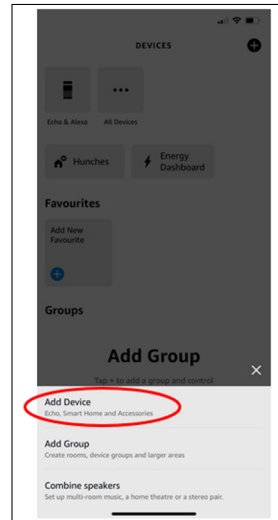 DEVICES
Echo & Alexa
All Devices
Hunches
Energy
Dashboard
Favourites
Add New
Favourite
Groups
Add Group
Tap + to add a group and control
Add Device
Echo, Smart Home and Accessories
Add Group
Create rooms, device groups and larger areas
Combine speakers
Set up multi-room music, a home theatre or a stereo pair.